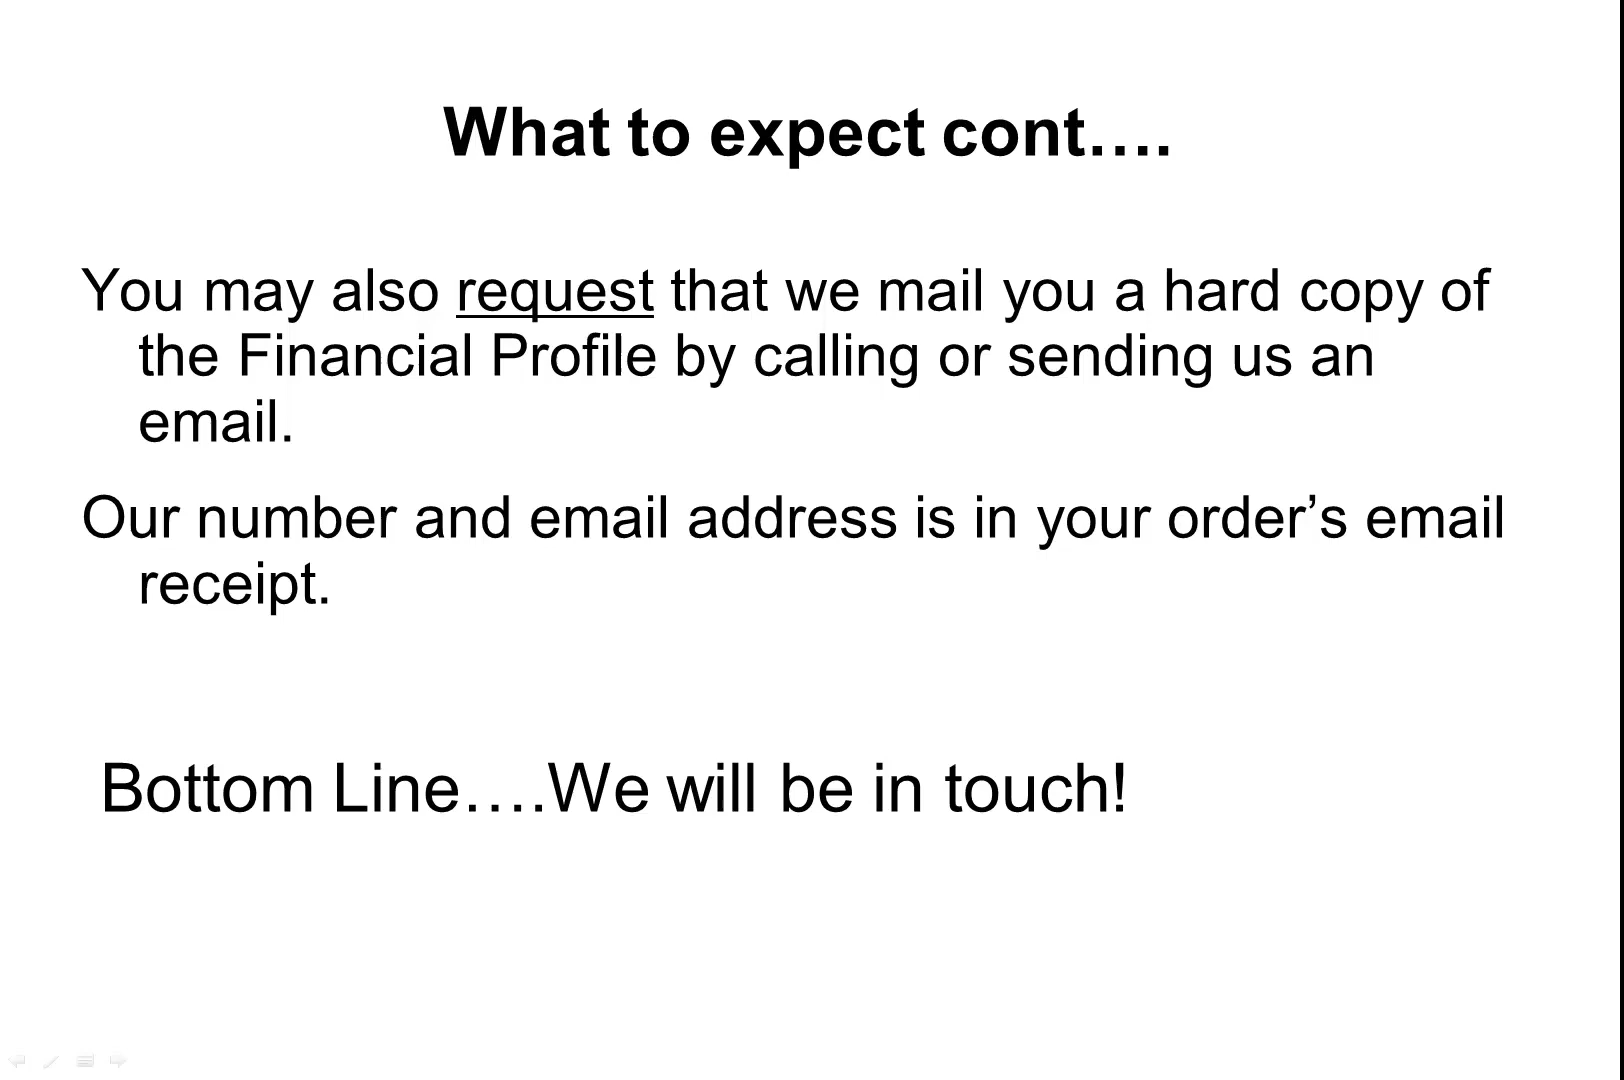 What to expect cont….
You may also request that we mail you a hard copy of
the Financial Profile by calling or sending us an
email.
Our number and email address is in your order’s email
receipt.
Bottom Line….We will be in touch!